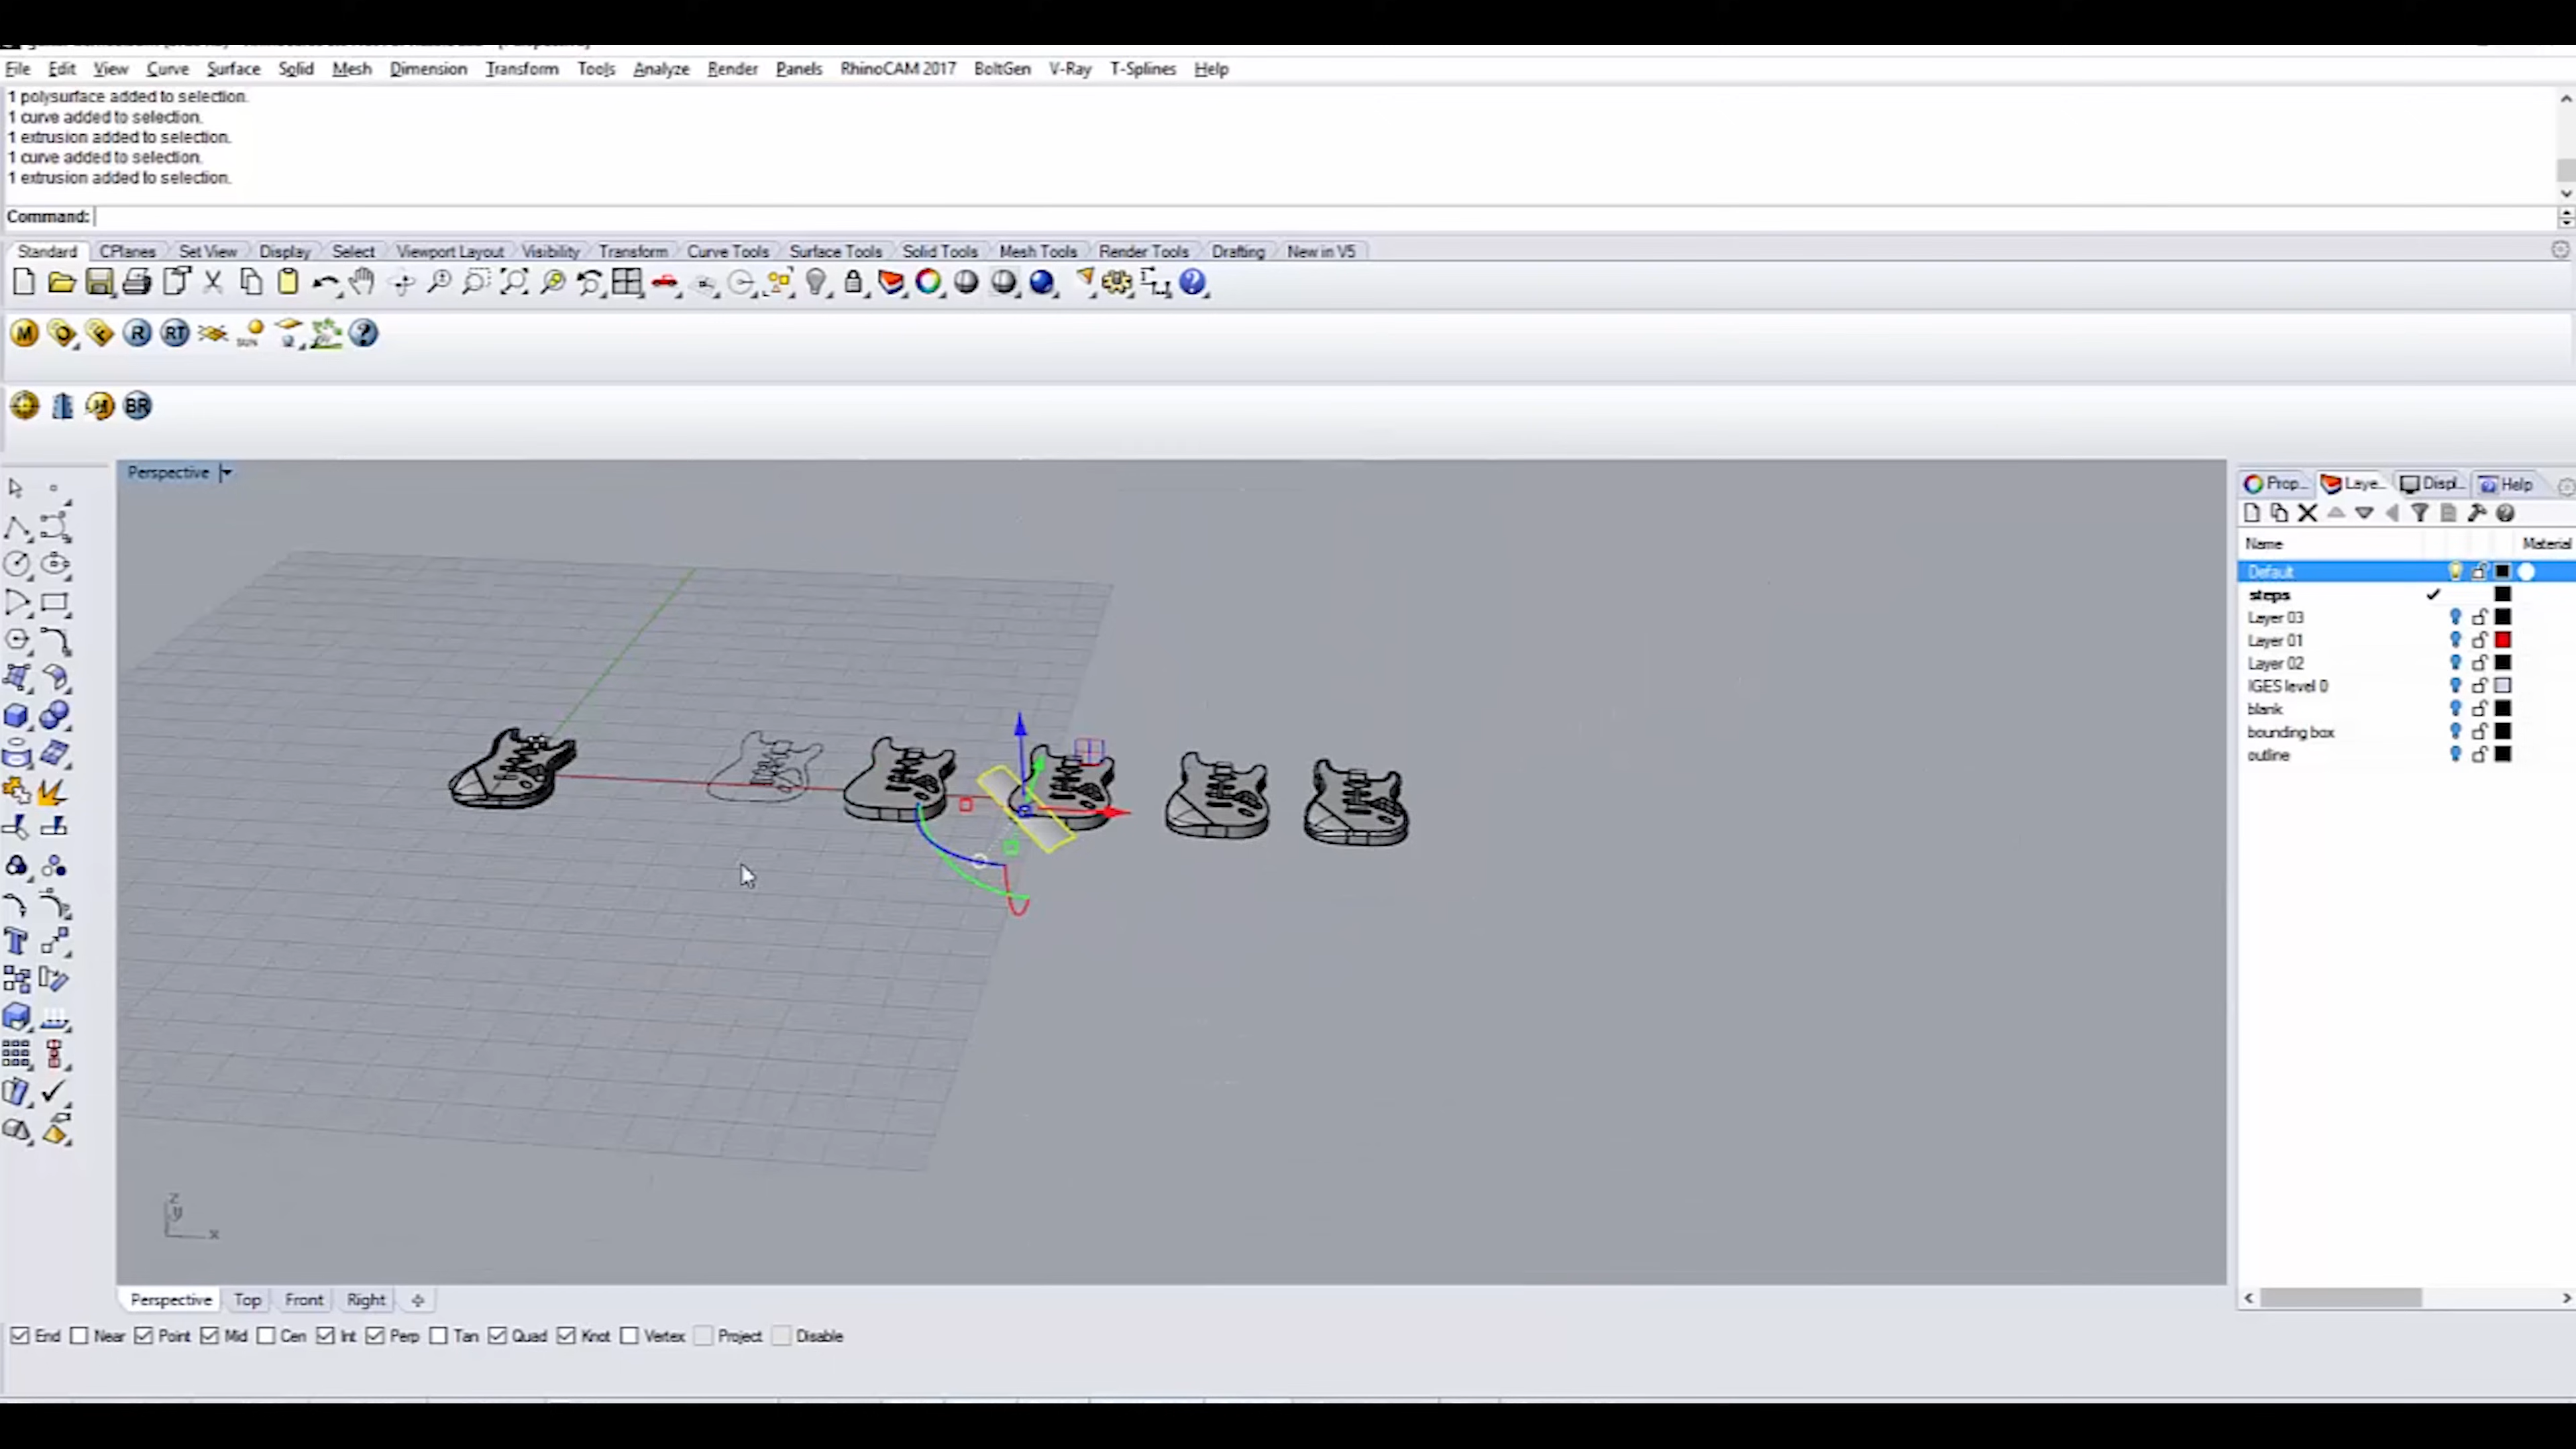 File Edit View Curve Surface Solid Mesh Dimension Transform Tools Analyze Render Panels RhinoCAM 2017 BoltGen V-Ray T-Splines Help
1 polysurface added to selection.
1 curve added to selection.
1 extrusion added to selection.
1 curve added to selection.
1 extrusion added to selection.
Command:
Standard CPlanes Set View Display Select Viewport Layout Visibility Transform Curve Tools Surface Tools Solid Tools Mesh Tools Render Tools Drafting New in V5
M O F R RT SUN ?
BR
Perspective
Prop... Laye... Displ... Help
Name Material
Default
steps
Layer 03
Layer 01
Layer 02
IGES level 0
blank
bounding box
outline
z
y
x
Perspective Top Front Right
End Near Point Mid Cen Int Perp Tan Quad Knot Vertex Project Disable